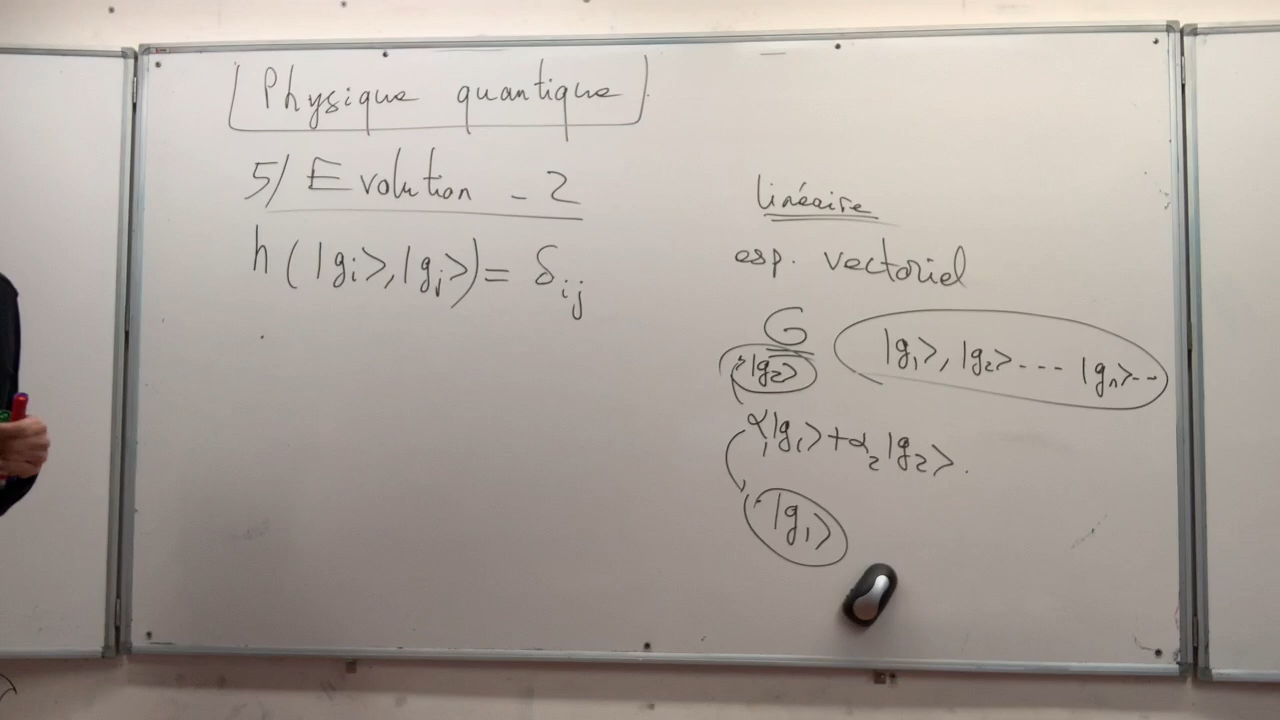 Physique quantique
5/ Evolution - 2
h(|gi>,|gj>)= δij
linéaire
esp. vectoriel
G |g1>, |g2> --- |gn>--
|g2>
α1|g1>+α2|g2>.
|g1>